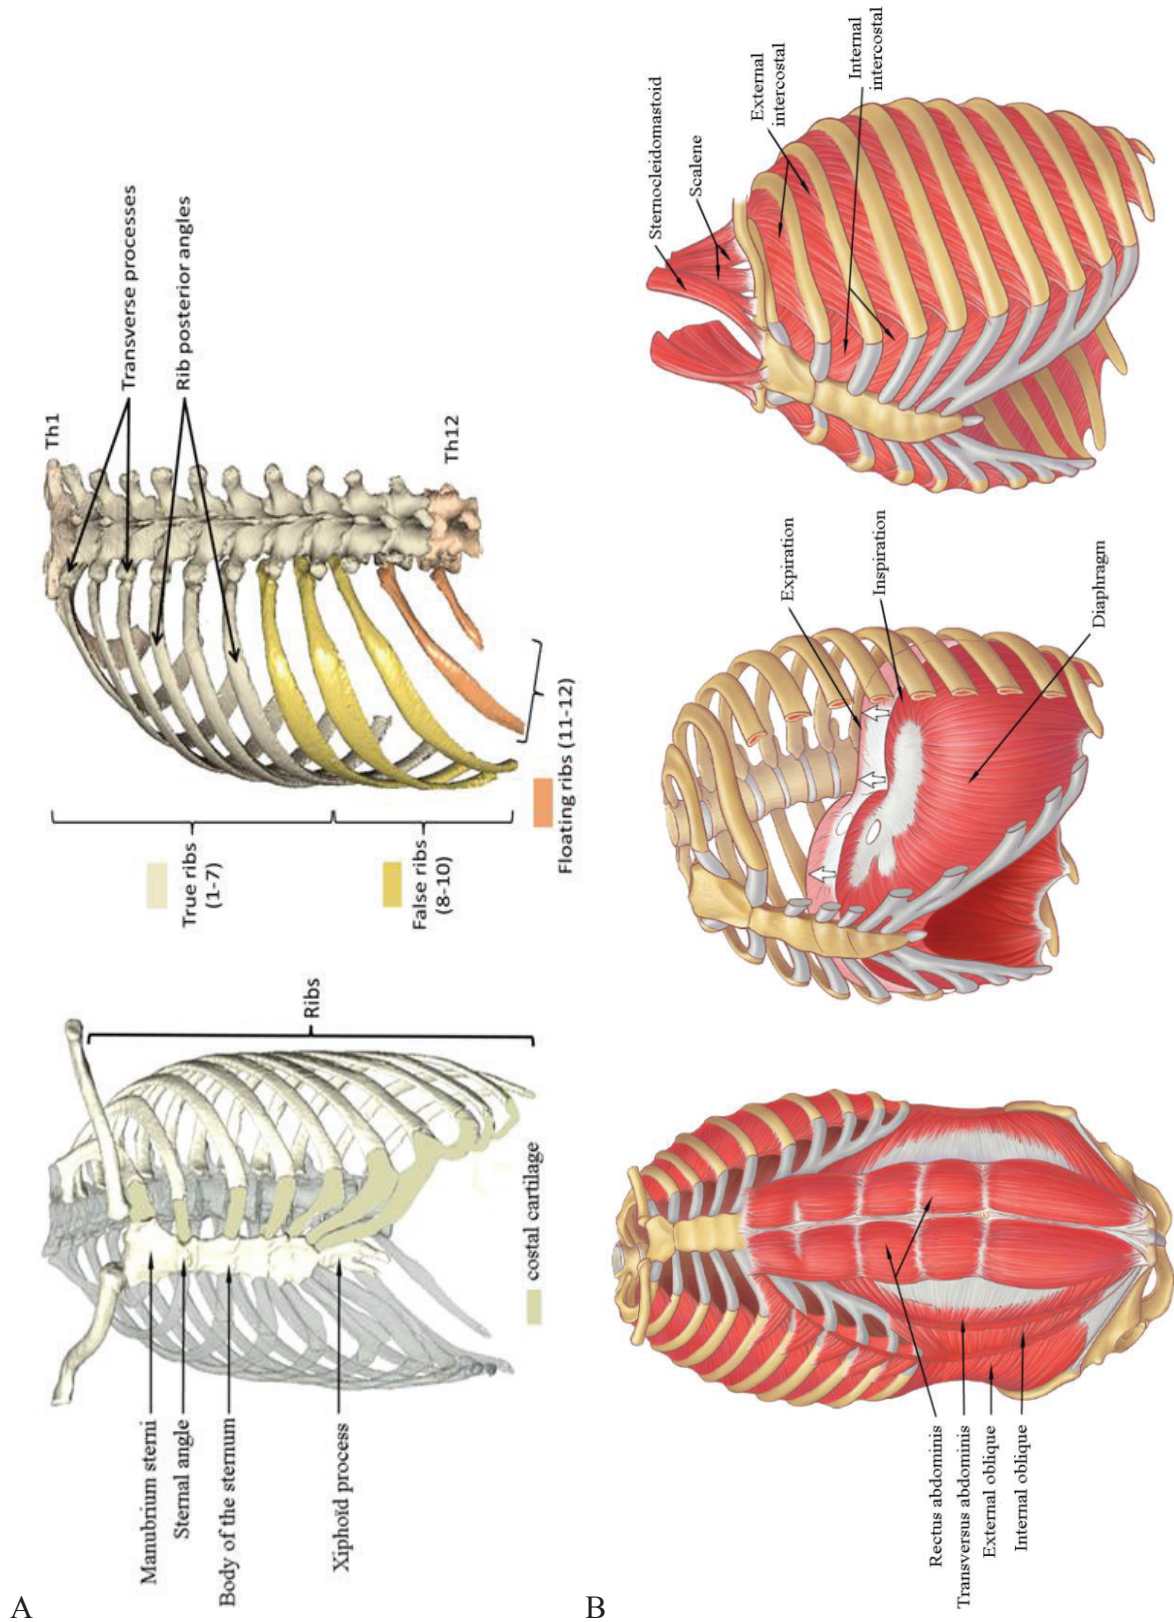 A
Manubrium sterni
Sternal angle
Body of the sternum
Xiphoïd process
Ribs
costal cartilage
True ribs
(1-7)
False ribs
(8-10)
Floating ribs (11-12)
Th1
Th12
Transverse processes
Rib posterior angles
B
Rectus abdominis
Transversus abdominis
External oblique
Internal oblique
Expiration
Inspiration
Diaphragm
Sternocleidomastoid
Scalene
External
intercostal
Internal
intercostal